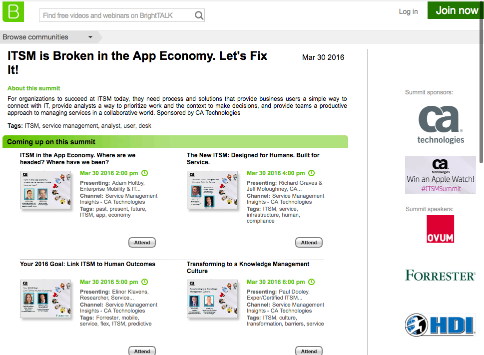 B
Find free videos and webinars on BrightTALK
Log in
Join now
Browse communities
ITSM is Broken in the App Economy. Let's Fix
It!
Mar 30 2016
About this summit
For organizations to succeed at ITSM today, they need process and solutions that provide business users a simple way to
connect with IT, provide analysts a way to prioritize work and the context to make decisions, and provide teams a productive
approach to managing services in a collaborative world. Sponsored by CA Technologies
Tags: ITSM, service management, analyst, user, desk
Coming up on this summit
ITSM in the App Economy. Where are we
headed? Where have we been?
Mar 30 2016 2:00 pm
Presenting: Adam Holtby,
Enterprise Mobility & IT...
Channel: Service Management
Insights - CA Technologies
Tags: past, present, future,
ITSM, app, economy
Attend
The New ITSM: Designed for Humans. Built for
Service.
Mar 30 2016 4:00 pm
Presenting: Richard Graves &
Jeff McGaughney, CA...
Channel: Service Management
Insights - CA Technologies
Tags: ITSM, service,
infrastructure, human,
compliance
Attend
Your 2016 Goal: Link ITSM to Human Outcomes
Mar 30 2016 5:00 pm
Presenting: Elinor Klavens,
Researcher, Service...
Channel: Service Management
Insights - CA Technologies
Tags: Forrester, mobile,
service, flex, ITSM, predictive
Attend
Transforming to a Knowledge Management
Culture
Mar 30 2016 6:00 pm
Presenting: Paul Dooley,
Expar/Certified ITSM...
Channel: Service Management
Insights - CA Technologies
Tags: ITSM, culture,
transformation, barriers, service
Attend
Summit sponsors:
ca
technologies
ca
technologies
Win an Apple Watch!
#ITSMSummit
Summit speakers:
OVUM
FORRESTER
HDI